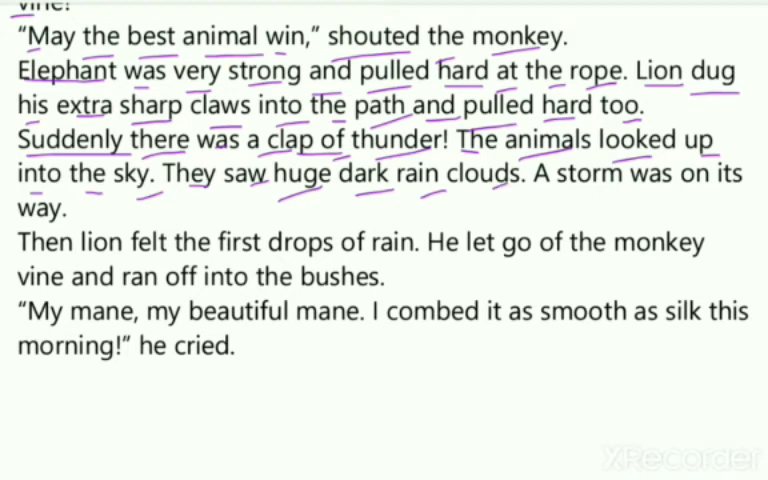 vine!
“May the best animal win,” shouted the monkey.
Elephant was very strong and pulled hard at the rope. Lion dug
his extra sharp claws into the path and pulled hard too.
Suddenly there was a clap of thunder! The animals looked up
into the sky. They saw huge dark rain clouds. A storm was on its
way.
Then lion felt the first drops of rain. He let go of the monkey
vine and ran off into the bushes.
“My mane, my beautiful mane. I combed it as smooth as silk this
morning!” he cried.
XRecorder